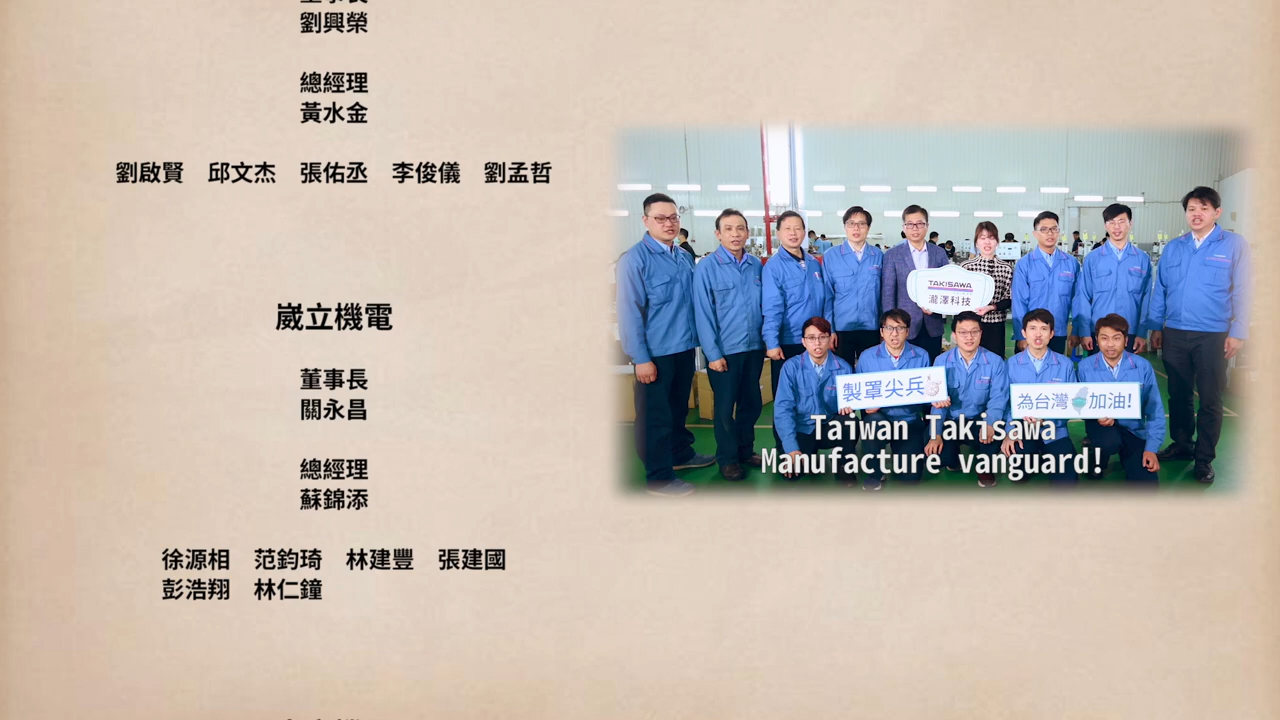 劉興榮
總經理
黃水金
劉啟賢 邱文杰 張佑丞 李俊儀 劉孟哲
崴立機電
董事長
關永昌
總經理
蘇錦添
徐源相 范鈞琦 林建豐 張建國
彭浩翔 林仁鐘
TAKISAWA
瀧澤科技
製罩尖兵
為台灣加油!
Taiwan Takisawa
Manufacture vanguard!